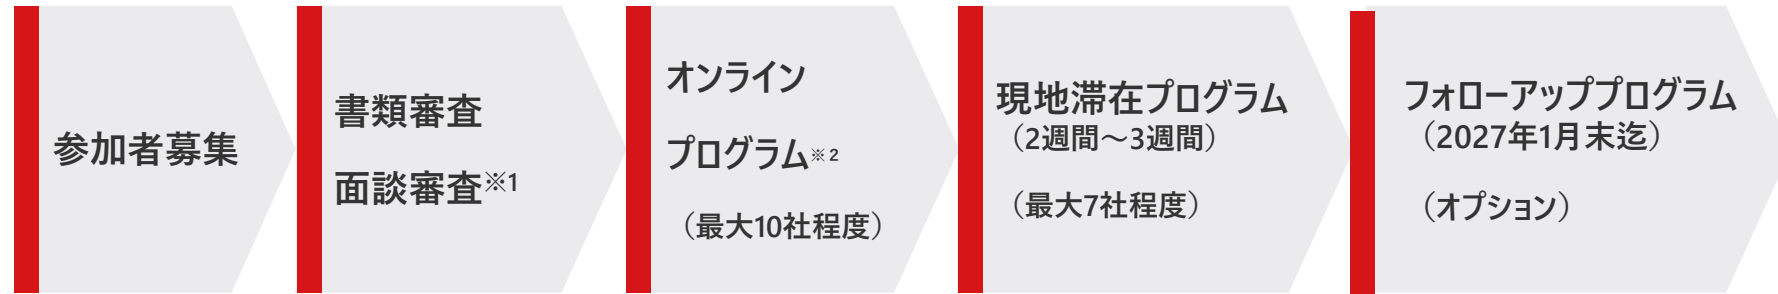 参加者募集
書類審査
面談審査※1
オンライン
プログラム※2
（最大10社程度）
現地滞在プログラム
（2週間～3週間）
（最大7社程度）
フォローアッププログラム
（2027年1月末迄）
（オプション）